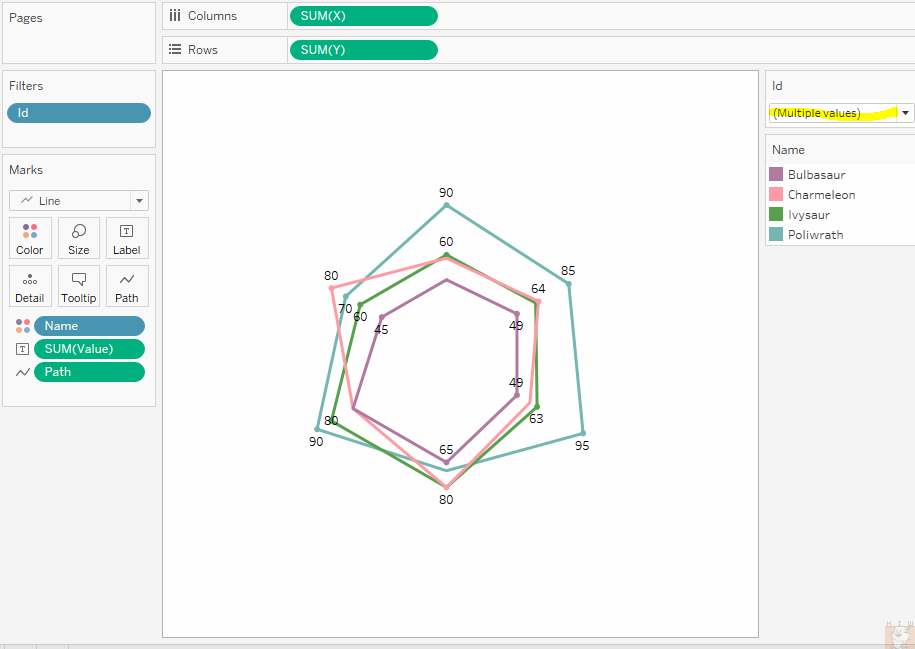 Pages
Columns
SUM(X)
Rows
SUM(Y)
Filters
Id
Marks
Line
Color
Size
Label
Detail
Tooltip
Path
Name
SUM(Value)
Path
90
60
85
80
64
70
60
45
49
49
80
63
90
65
95
80
Id
(Multiple values)
Name
Bulbasaur
Charmeleon
Ivysaur
Poliwrath